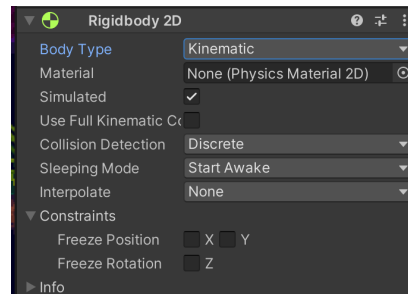 Rigidbody 2D
Body Type Kinematic
Material None (Physics Material 2D)
Simulated
Use Full Kinematic Co
Collision Detection Discrete
Sleeping Mode Start Awake
Interpolate None
Constraints
Freeze Position X Y
Freeze Rotation Z
Info